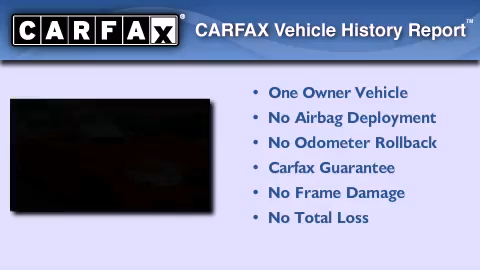 CARFAX® CARFAX Vehicle History Report™
• One Owner Vehicle
• No Airbag Deployment
• No Odometer Rollback
• Carfax Guarantee
• No Frame Damage
• No Total Loss